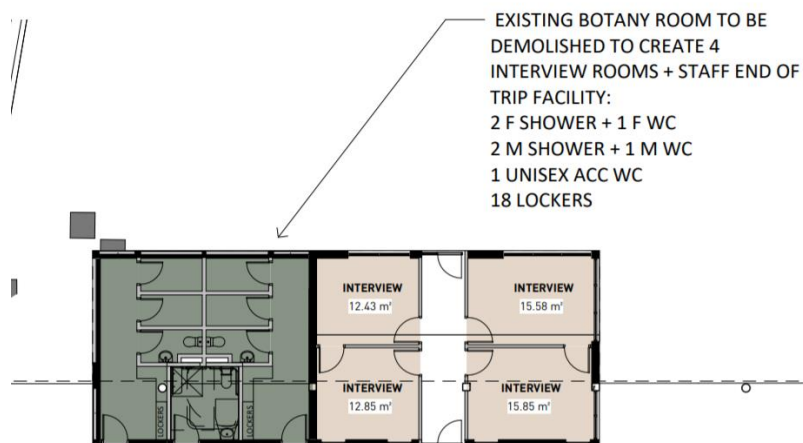 EXISTING BOTANY ROOM TO BE
DEMOLISHED TO CREATE 4
INTERVIEW ROOMS + STAFF END OF
TRIP FACILITY:
2 F SHOWER + 1 F WC
2 M SHOWER + 1 M WC
1 UNISEX ACC WC
18 LOCKERS
INTERVIEW
12.43 m²
INTERVIEW
15.58 m²
INTERVIEW
12.85 m²
INTERVIEW
15.85 m²
LOCKERS
LOCKERS